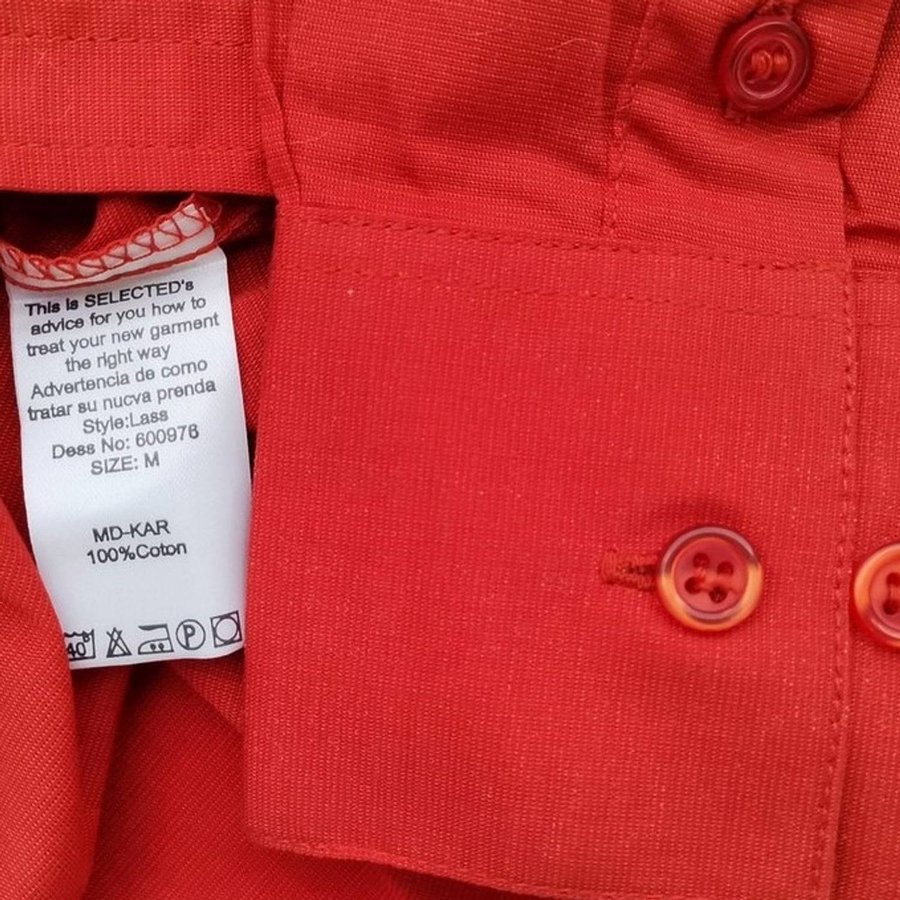 This is SELECTED's
advice for you how to
treat your new garment
the right way
Advertencia de como
tratar su nucva prenda
Style:Lass
Dess No: 600976
SIZE: M
MD-KAR
100%Coton
40° P